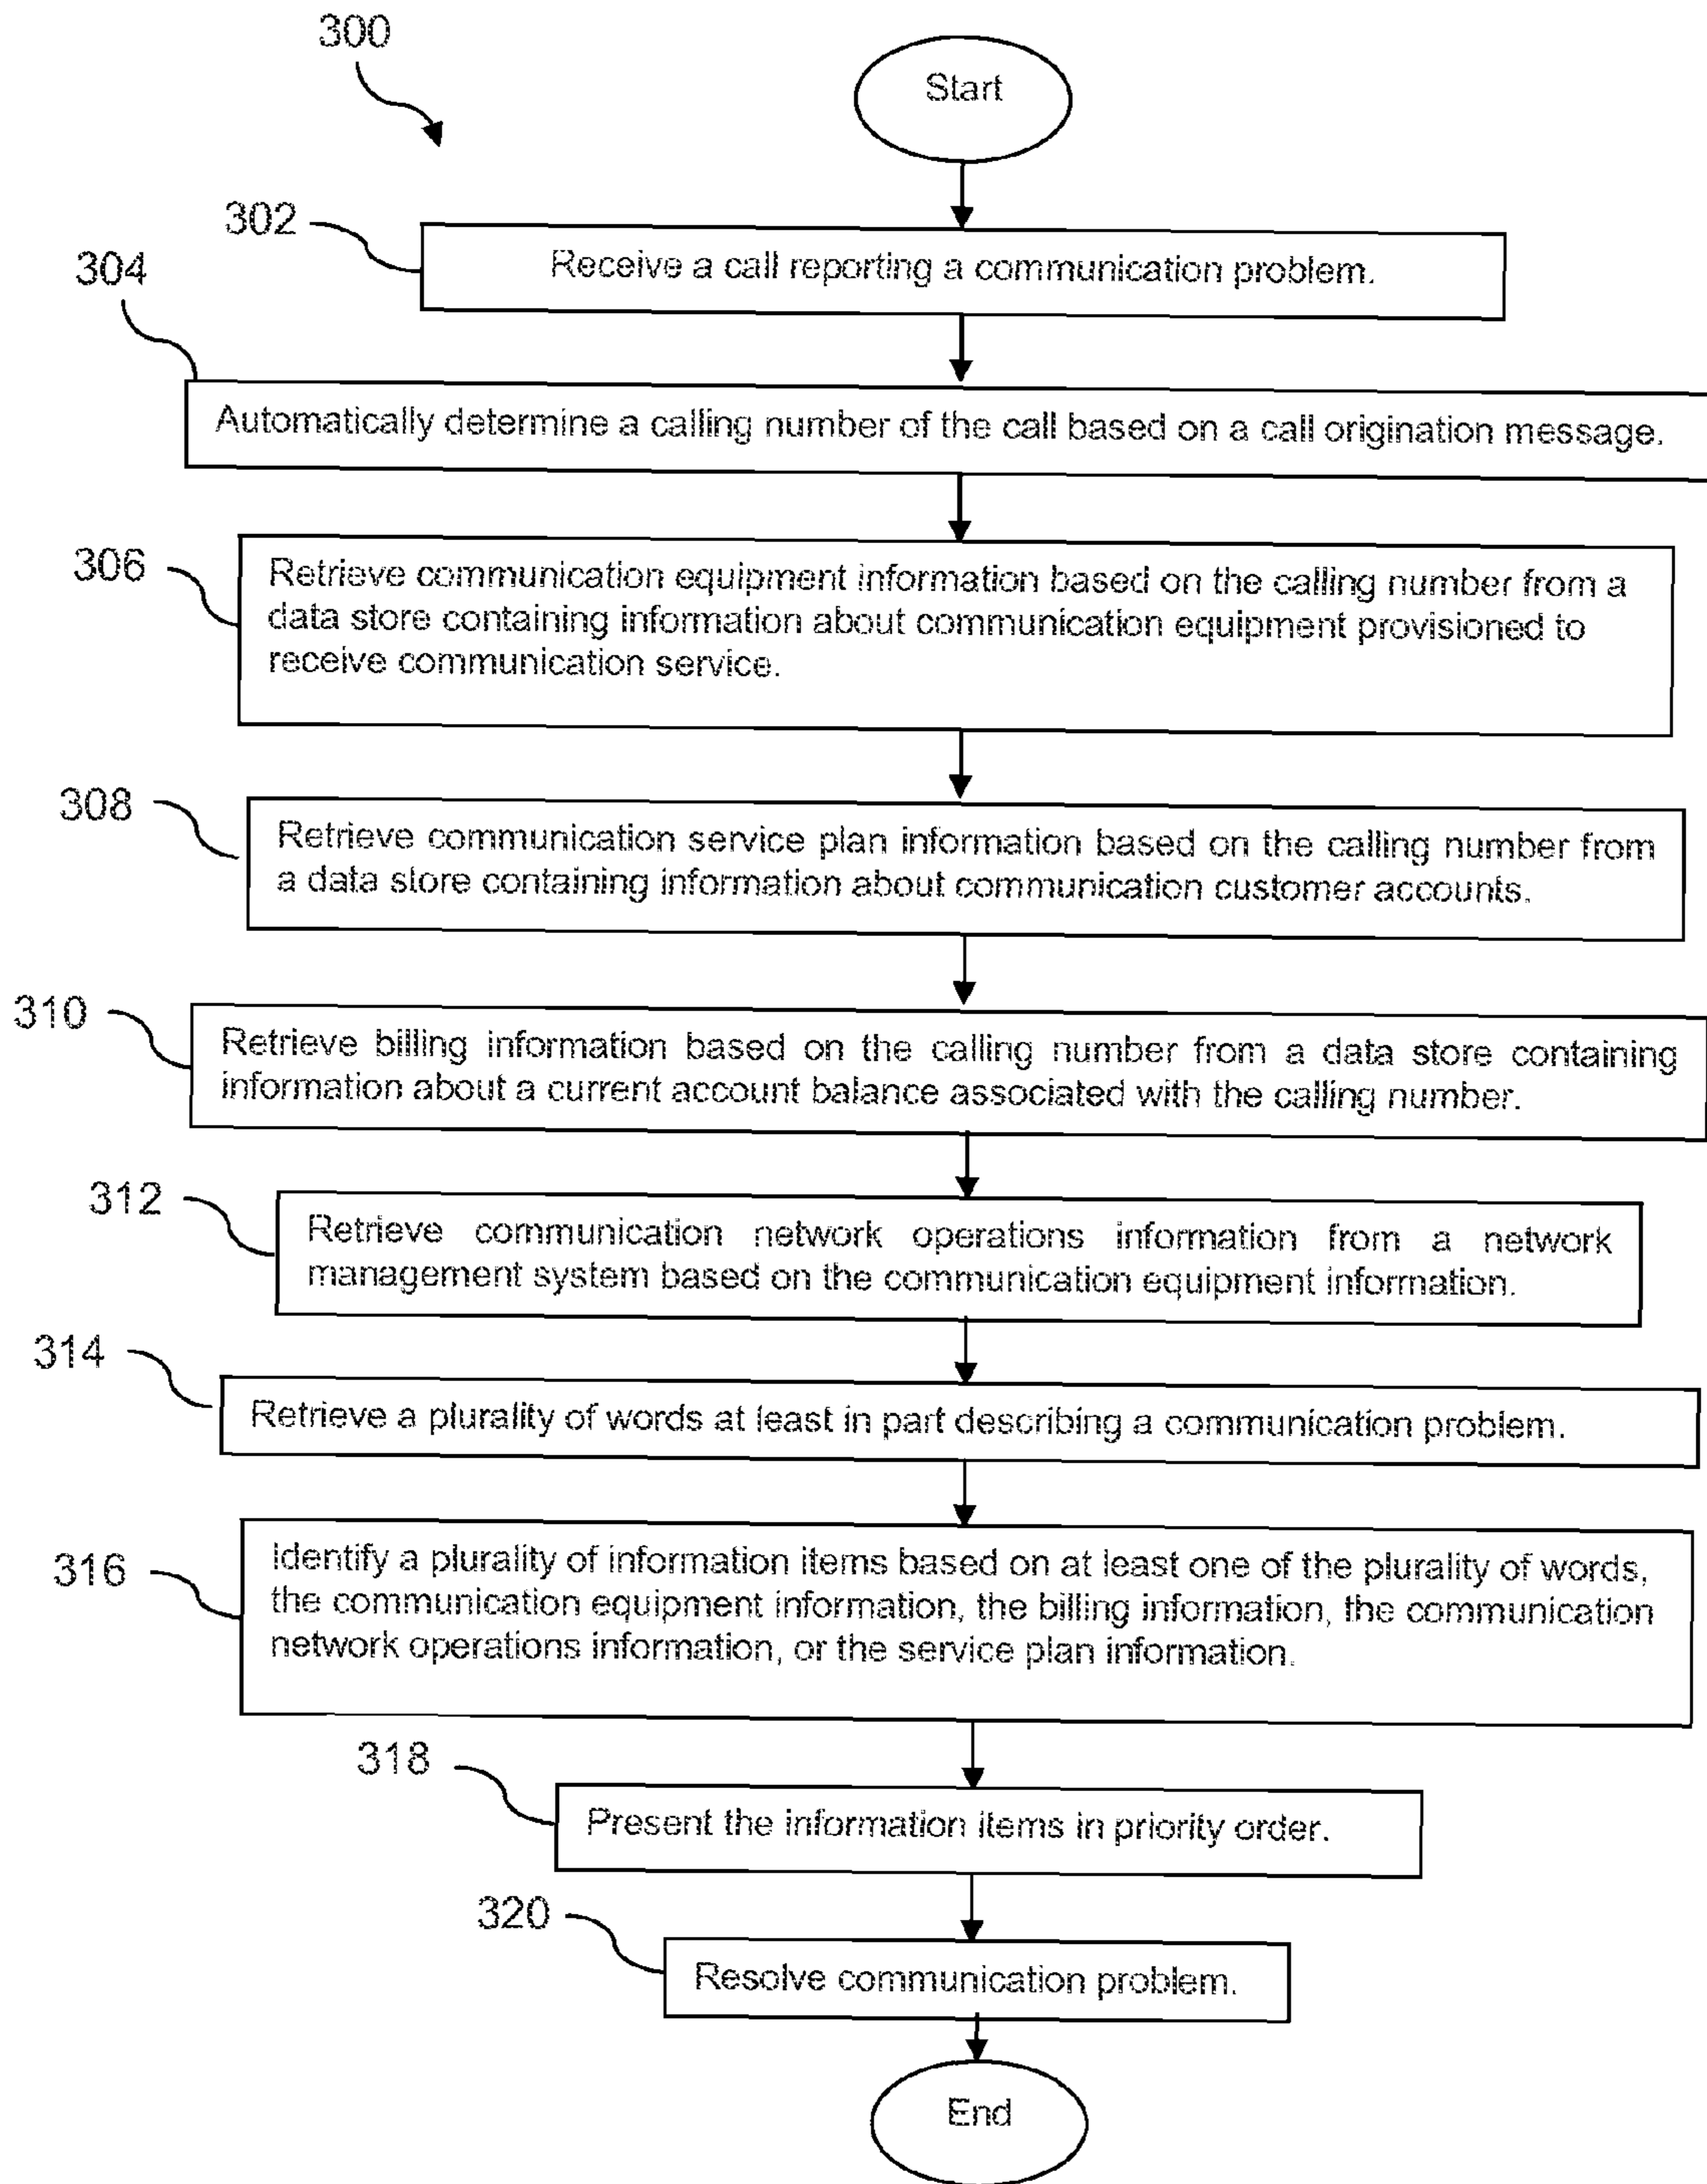 300
Start
302
Receive a call reporting a communication problem.
304
Automatically determine a calling number of the call based on a call origination message.
306
Retrieve communication equipment information based on the calling number from a
data store containing information about communication equipment provisioned to
receive communication service.
308
Retrieve communication service plan information based on the calling number from
a data store containing information about communication customer accounts.
310
Retrieve billing information based on the calling number from a data store containing
information about a current account balance associated with the calling number.
312
Retrieve communication network operations information from a network
management system based on the communication equipment information.
314
Retrieve a plurality of words at least in part describing a communication problem.
316
Identify a plurality of information items based on at least one of the plurality of words,
the communication equipment information, the billing information, the communication
network operations information, or the service plan information.
318
Present the information items in priority order.
320
Resolve communication problem.
End